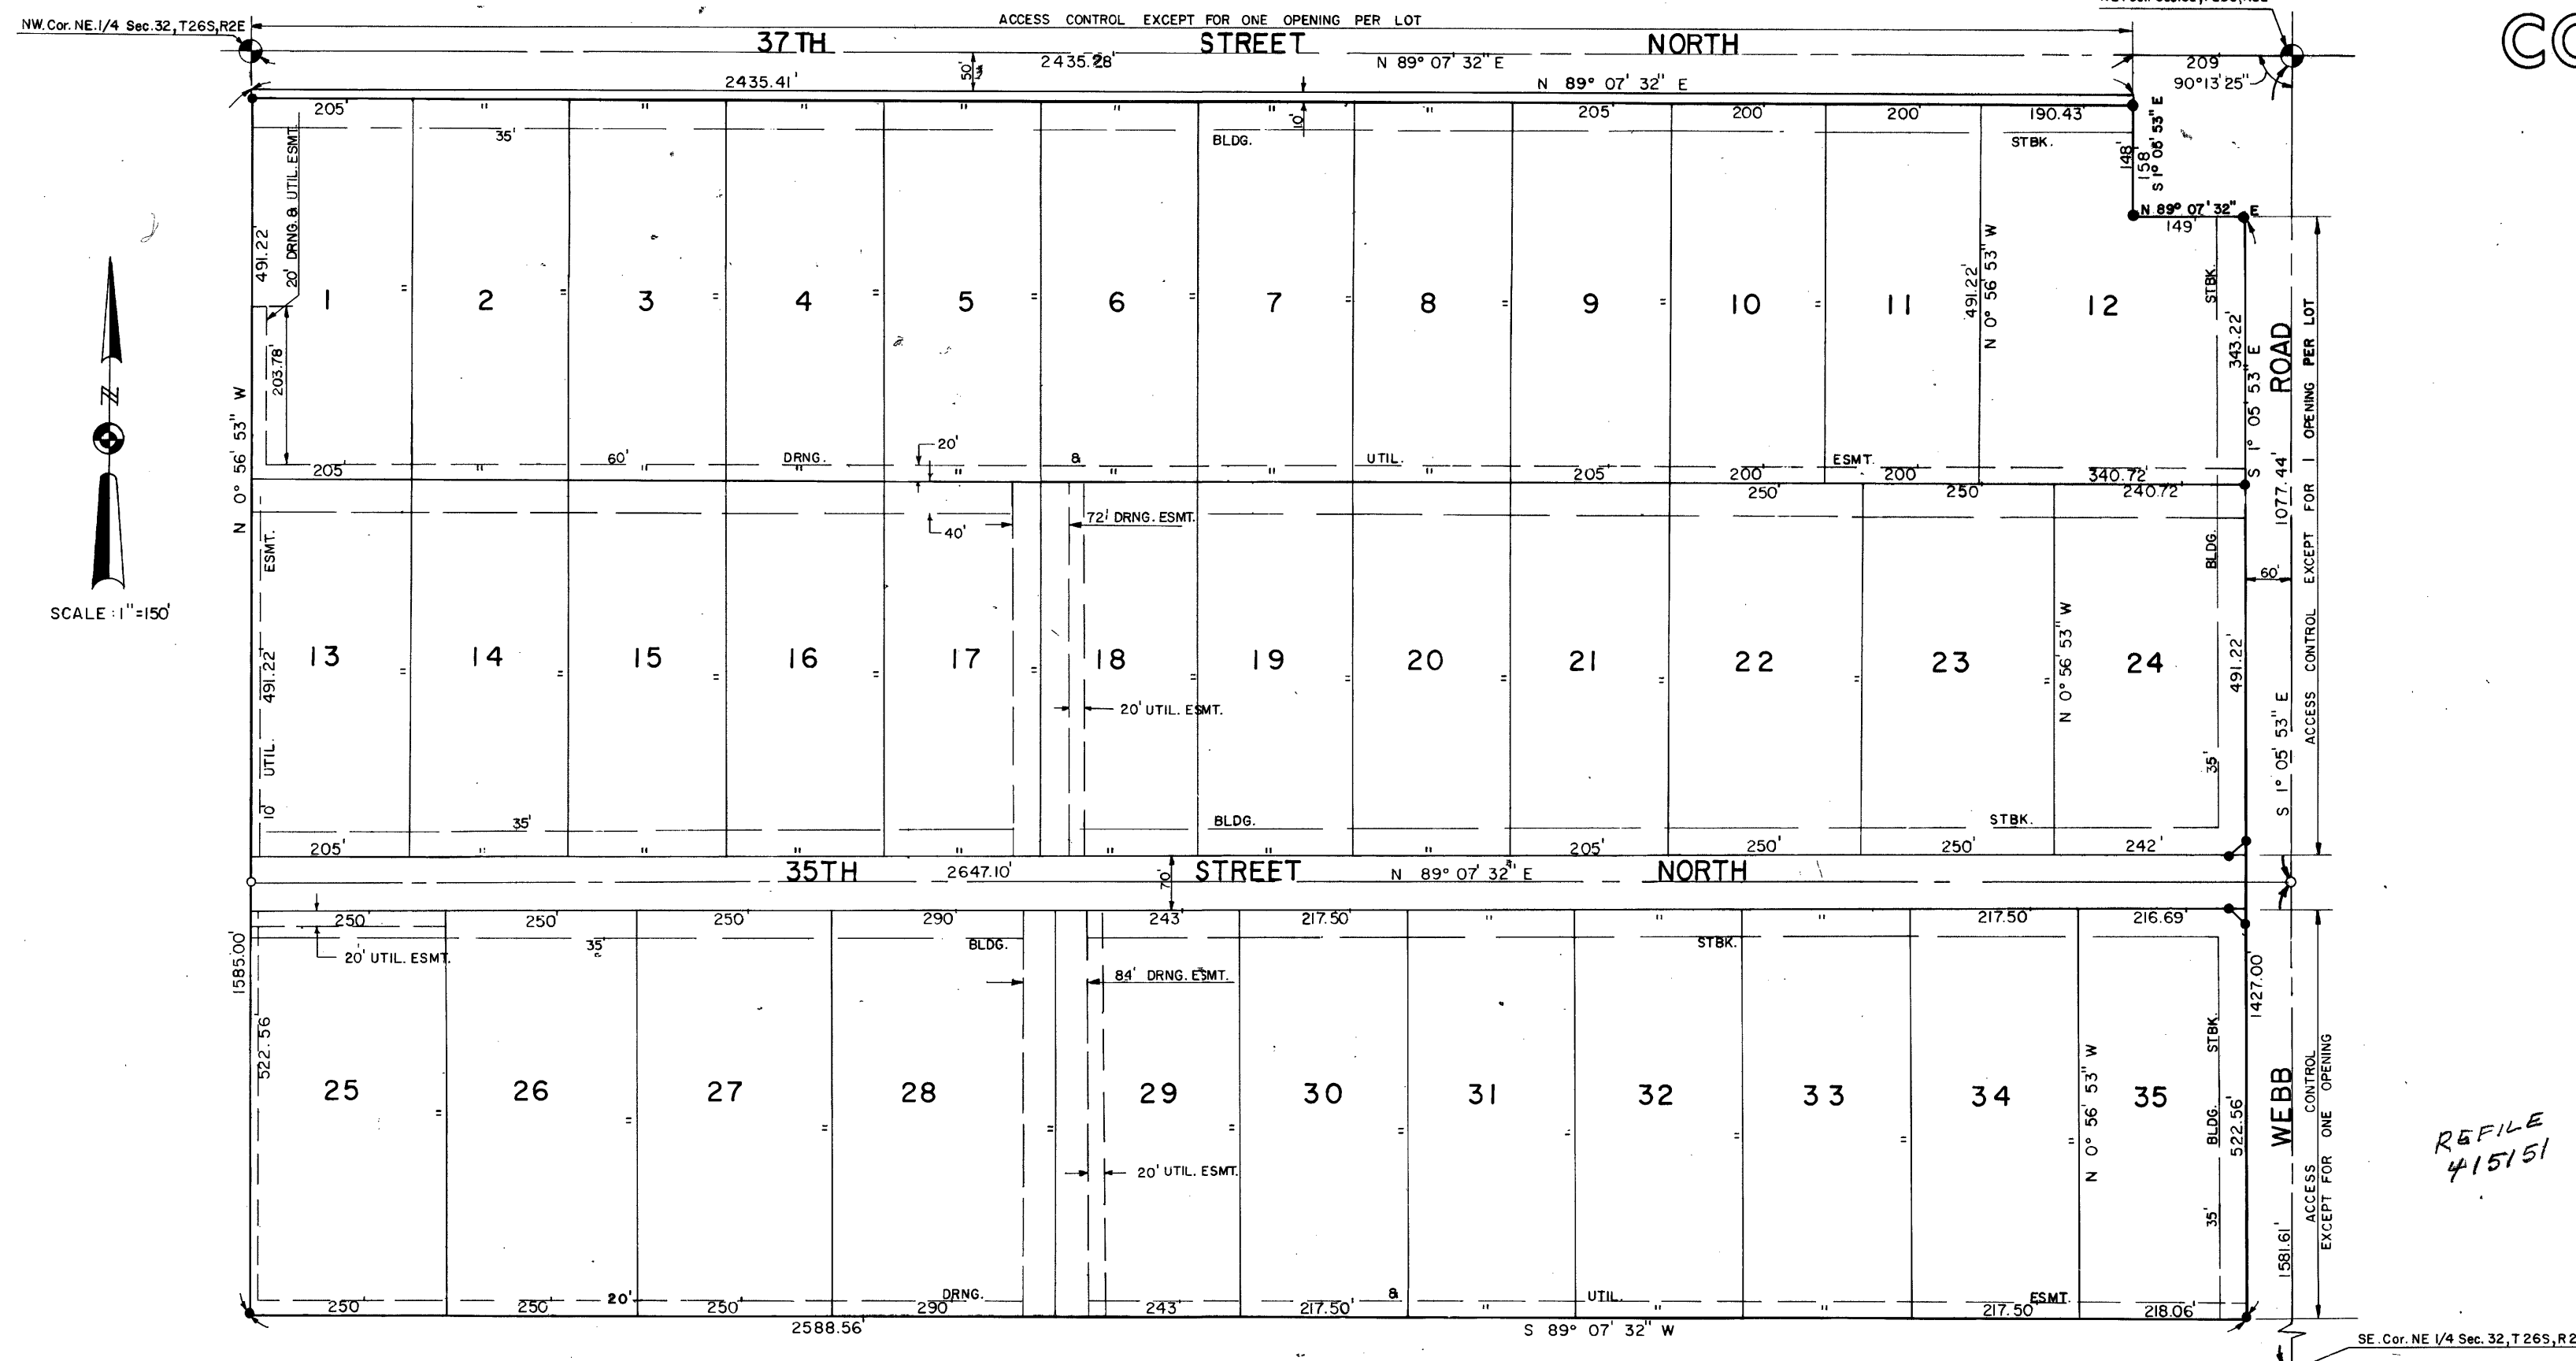 NW. Cor. NE. 1/4 Sec. 32, T26S, R2E
ACCESS CONTROL EXCEPT FOR ONE OPENING PER LOT
37TH STREET NORTH
50'
2435.28'
N 89° 07' 32" E
209'
90°13'25"
2435.41'
N 89° 07' 32" E
205' " " " " " " " 205' 200' 200' 190.43'
10'
35' BLDG. STBK.
148'
158'
S 1° 05' 53" E
N 89° 07' 32" E
149'
491.22'
20' DRNG. & UTIL. ESMT.
203.78'
N 0° 56' 53" W
1 2 3 4 5 6 7 8 9 10 11 12
= = = = = = = = = =
491.22'
N 0° 56' 53" W
STBK.
343.22'
S 1° 05' 53" E
ROAD
N
SCALE: 1"=150'
20'
60' DRNG. & UTIL. ESMT.
205' " " " " " " " 205' 200' 200' 340.72'
250' 250' 240.72'
40'
72' DRNG. ESMT.
10' UTIL. ESMT.
491.22'
13 14 15 16 17 18 19 20 21 22 23 24
= = = = = = = = = = =
N 0° 56' 53" W
20' UTIL. ESMT.
35' BLDG.
491.22'
60'
1077.44'
S 1° 05' 53" E
ACCESS CONTROL EXCEPT FOR 1 OPENING PER LOT
35' BLDG. STBK.
205' " " " " " " " 205' 250' 250' 242'
35TH STREET NORTH
2647.10'
70'
N 89° 07' 32" E
250' 250' 250' 290' 243' 217.50' " " " 217.50' 216.69'
20' UTIL. ESMT.
35' BLDG. STBK.
84' DRNG. ESMT.
1585.00'
522.56'
25 26 27 28 29 30 31 32 33 34 35
= = = = = = = = = =
N 0° 56' 53" W
20' UTIL. ESMT.
35' BLDG. STBK.
522.56'
1427.00'
WEBB
1581.61'
ACCESS CONTROL
EXCEPT FOR ONE OPENING
REFILE
415151
20' DRNG. & UTIL. ESMT.
250' 250' 250' 290' 243' 217.50' " " " 217.50' 218.06'
2588.56'
S 89° 07' 32" W
SE. Cor. NE 1/4 Sec. 32, T26S, R2